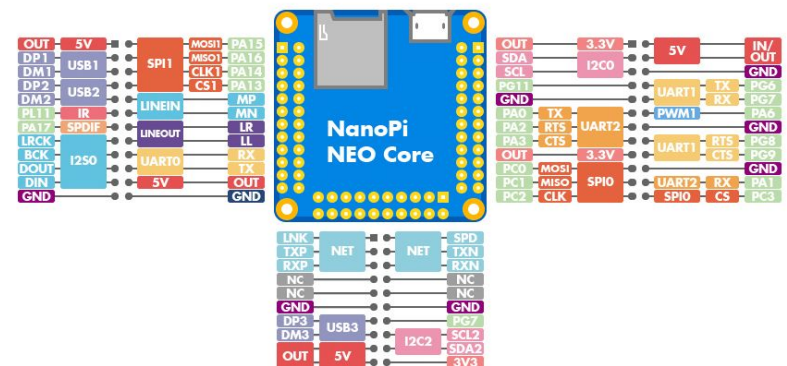 OUT 5V SPI1 MOSI1 PA15
DP1 USB1 MISO1 PA16
DM1 CLK1 PA14
DP2 USB2 CS1 PA13
DM2 LINEIN MP
PL11 IR MN
PA17 SPDIF LINEOUT LR
LRCK I2S0 LL
BCK UART0 RX
DOUT TX
DIN 5V OUT
GND GND
NanoPi
NEO Core
OUT 3.3V 5V IN/
OUT
SDA I2C0
SCL GND
PG11 UART1 TX PG6
GND RX PG7
PA0 TX UART2 PWM1 PA6
PA2 RTS GND
PA3 CTS UART1 RTS PG8
OUT 3.3V CTS PG9
PC0 MOSI SPI0 GND
PC1 MISO UART2 RX PA1
PC2 CLK SPI0 CS PC3
LNK NET NET SPD
TXP TXN
RXP RXN
NC NC
NC NC
GND GND
DP3 USB3 PG7
DM3 I2C2 SCL2
SDA2
OUT 5V 3V3